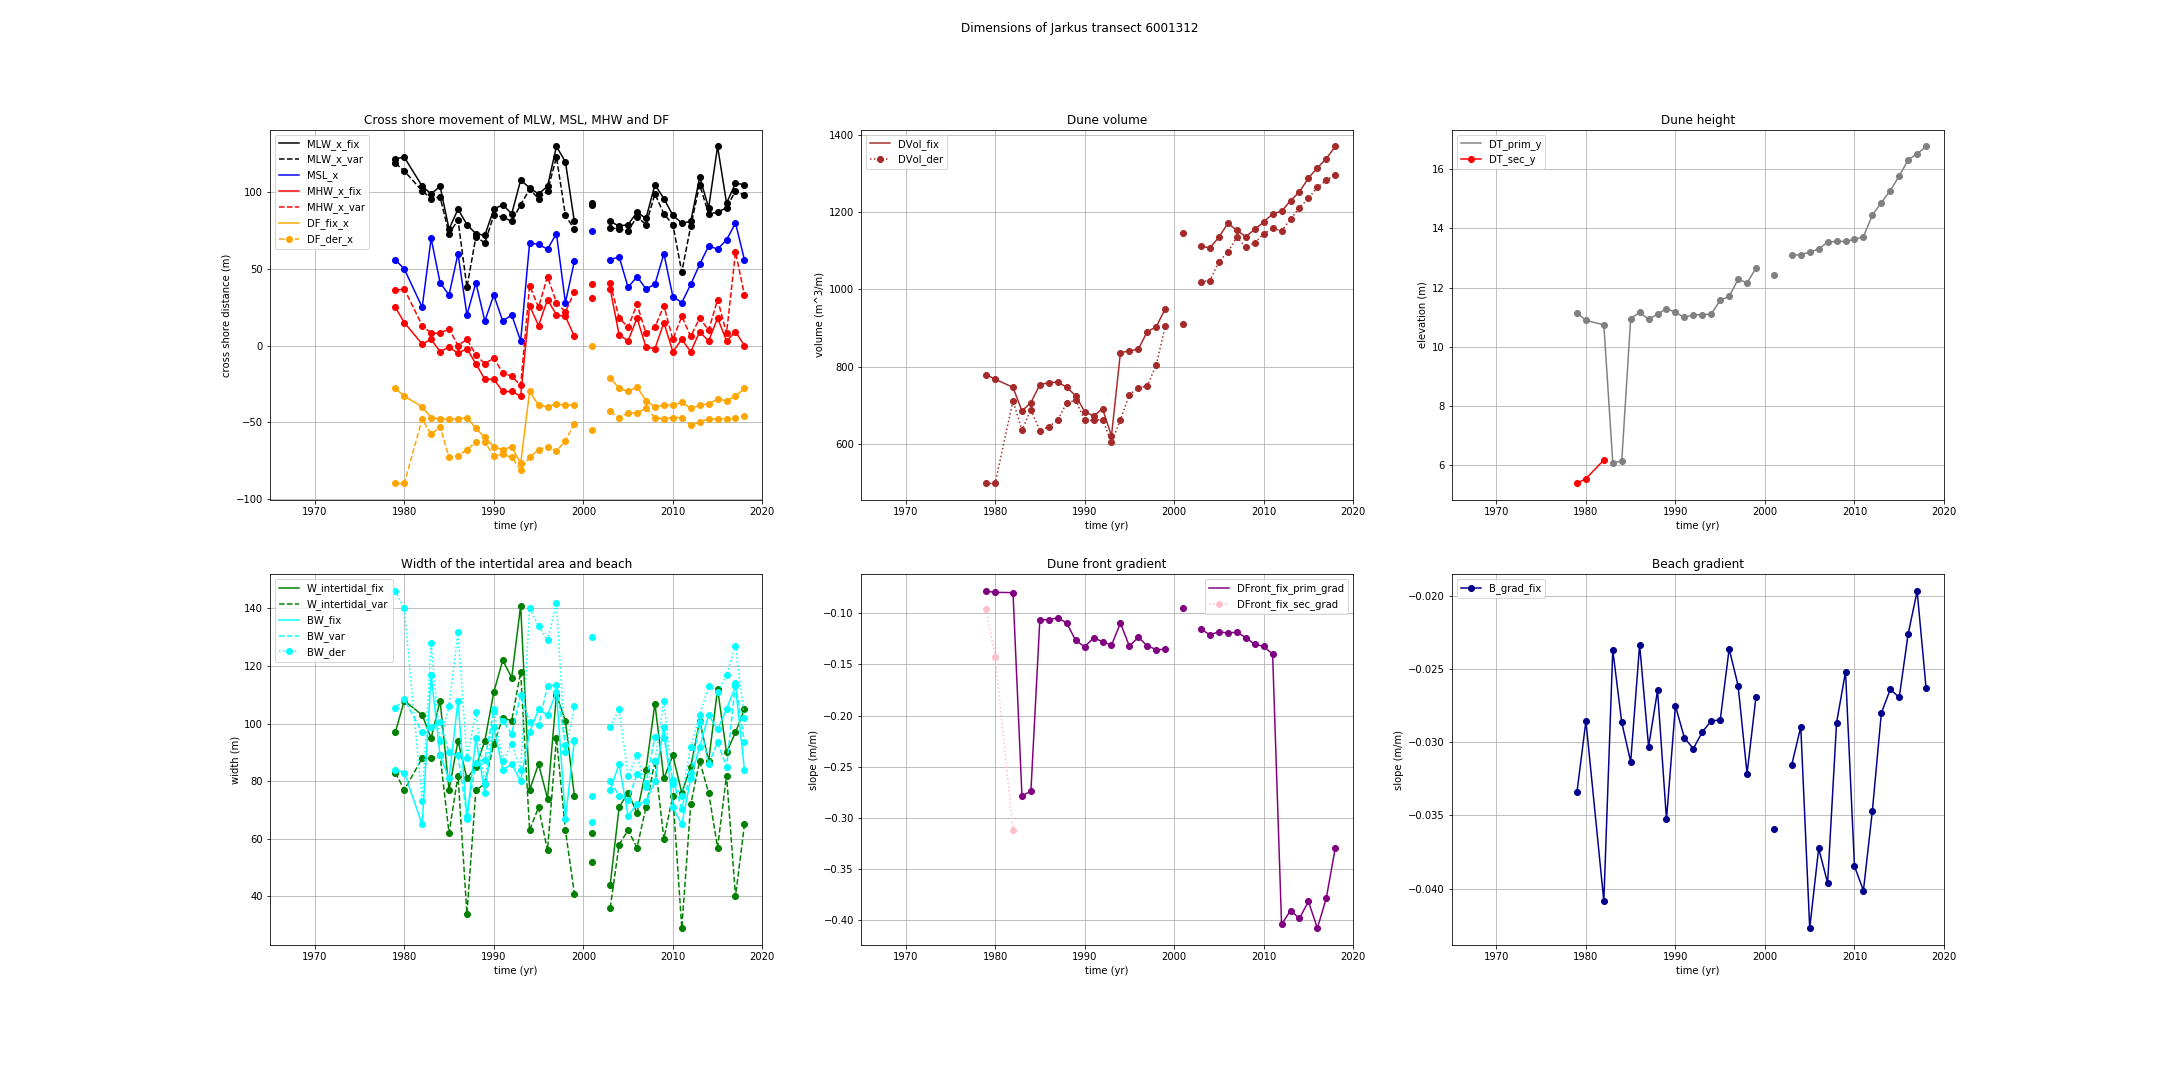 Dimensions of Jarkus transect 6001312
Cross shore movement of MLW, MSL, MHW and DF
MLW_x_fix
MLW_x_var
MSL_x
MHW_x_fix
MHW_x_var
DF_fix_x
DF_der_x
100
50
0
−50
−100
cross shore distance (m)
1970 1980 1990 2000 2010 2020
time (yr)
Dune volume
DVol_fix
DVol_der
1400
1200
1000
800
600
volume (m^3/m)
1970 1980 1990 2000 2010 2020
time (yr)
Dune height
DT_prim_y
DT_sec_y
16
14
12
10
8
6
elevation (m)
1970 1980 1990 2000 2010 2020
time (yr)
Width of the intertidal area and beach
W_intertidal_fix
W_intertidal_var
BW_fix
BW_var
BW_der
140
120
100
80
60
40
width (m)
1970 1980 1990 2000 2010 2020
time (yr)
Dune front gradient
DFront_fix_prim_grad
DFront_fix_sec_grad
−0.10
−0.15
−0.20
−0.25
−0.30
−0.35
−0.40
slope (m/m)
1970 1980 1990 2000 2010 2020
time (yr)
Beach gradient
B_grad_fix
−0.020
−0.025
−0.030
−0.035
−0.040
slope (m/m)
1970 1980 1990 2000 2010 2020
time (yr)